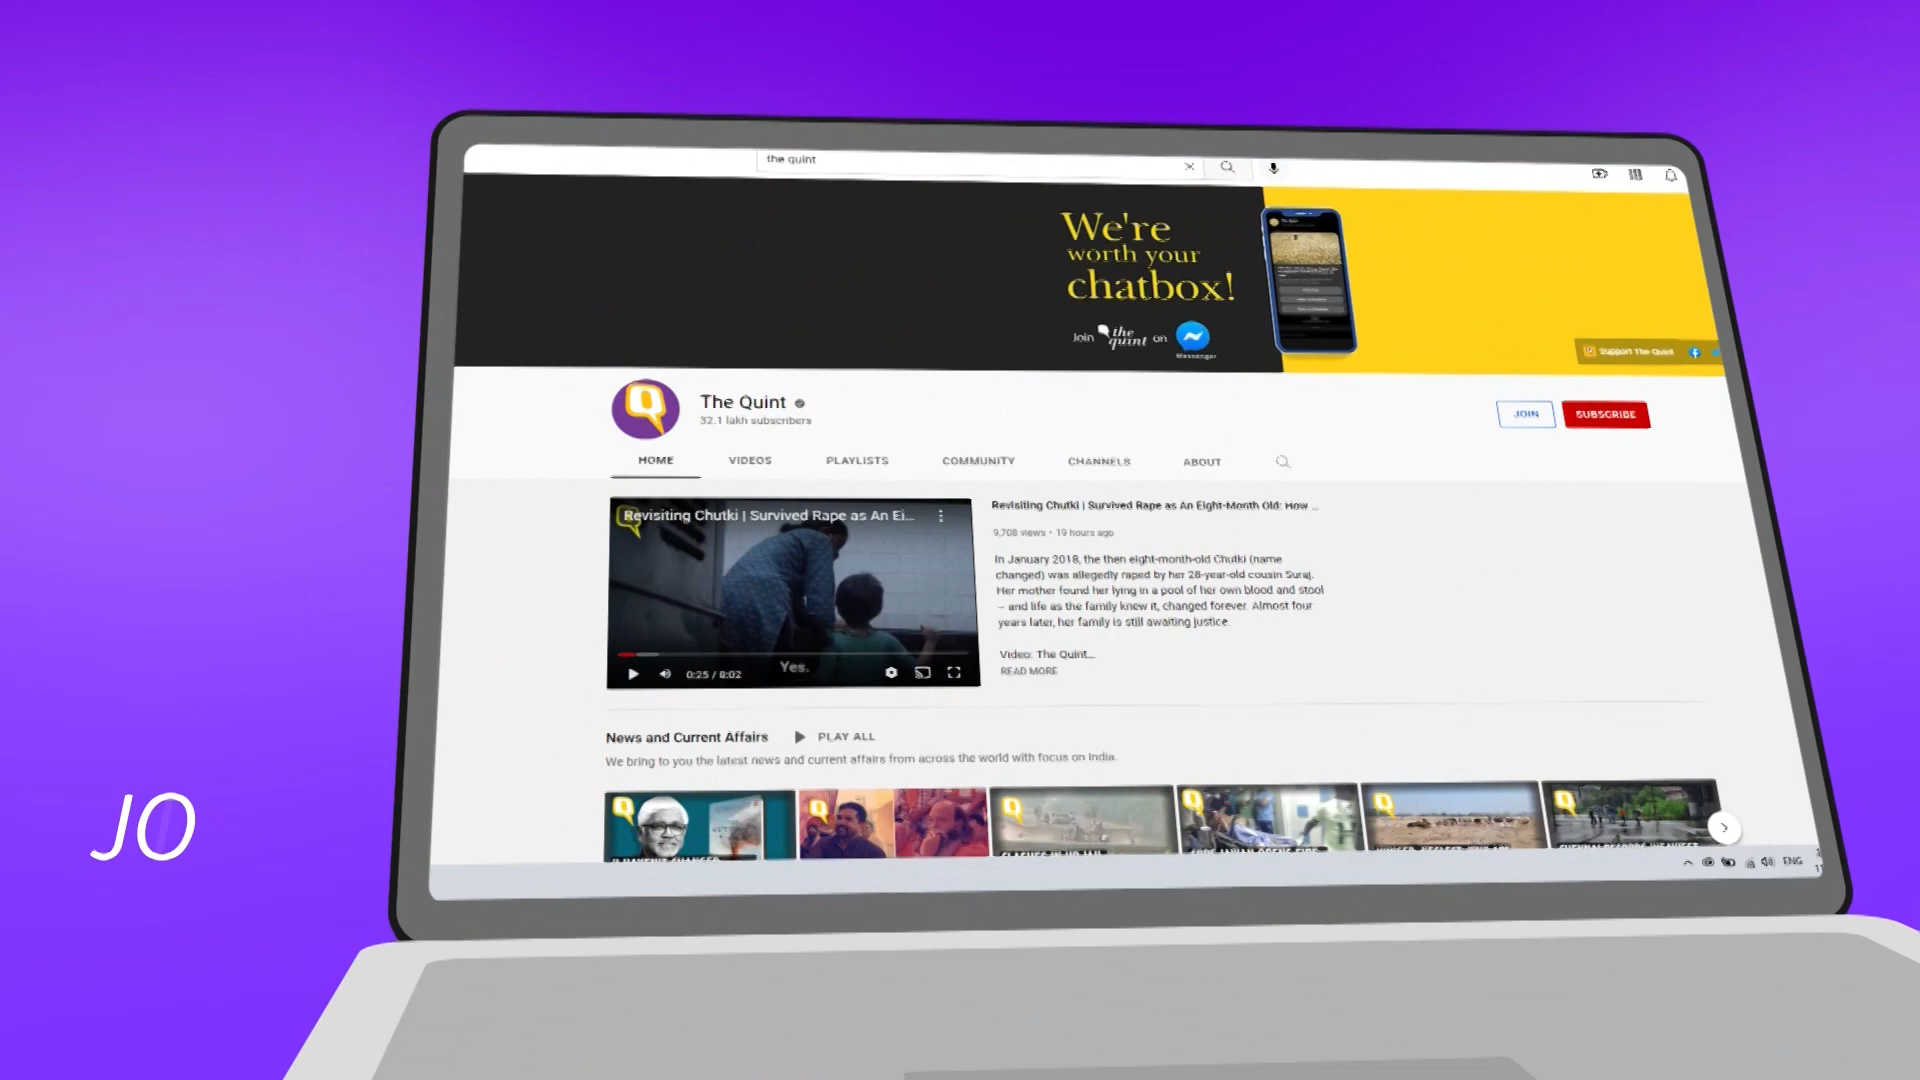 the quint
We're
worth your
chatbox!
Join the quint on
Messenger
Support The Quint
The Quint
32.1 lakh subscribers
JOIN
SUBSCRIBE
HOME
VIDEOS
PLAYLISTS
COMMUNITY
CHANNELS
ABOUT
Revisiting Chutki | Survived Rape as An Ei...
Yes.
0:25 / 8:02
Revisiting Chutki | Survived Rape as An Eight-Month Old: How ...
9,708 views • 19 hours ago
In January 2018, the then eight-month-old Chutki (name
changed) was allegedly raped by her 28-year-old cousin Suraj.
Her mother found her lying in a pool of her own blood and stool
– and life as the family knew it, changed forever. Almost four
years later, her family is still awaiting justice.
Video: The Quint...
READ MORE
News and Current Affairs
PLAY ALL
We bring to you the latest news and current affairs from across the world with focus on India.
ENG
JO